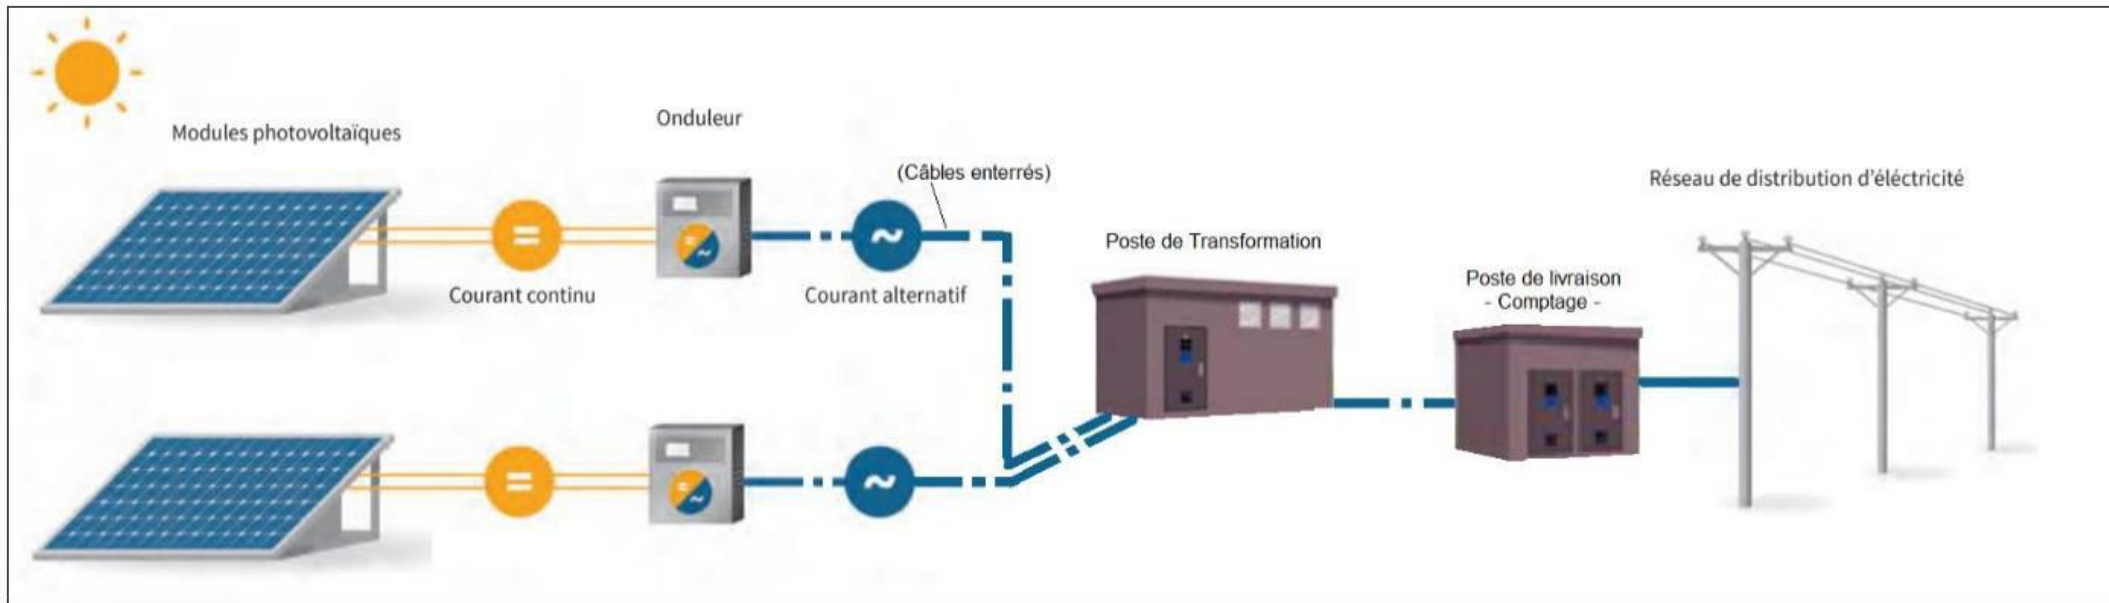 Modules photovoltaïques
Onduleur
(Câbles enterrés)
Réseau de distribution d'éléctricité
Poste de Transformation
Poste de livraison
- Comptage -
=
~
Courant continu
Courant alternatif
=
~